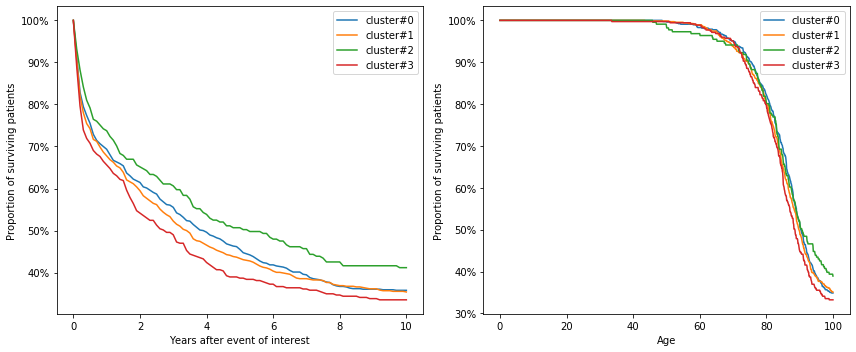 Proportion of surviving patients
100%
90%
80%
70%
60%
50%
40%
0
2
4
6
8
10
Years after event of interest
cluster#0
cluster#1
cluster#2
cluster#3
Proportion of surviving patients
100%
90%
80%
70%
60%
50%
40%
30%
0
20
40
60
80
100
Age
cluster#0
cluster#1
cluster#2
cluster#3